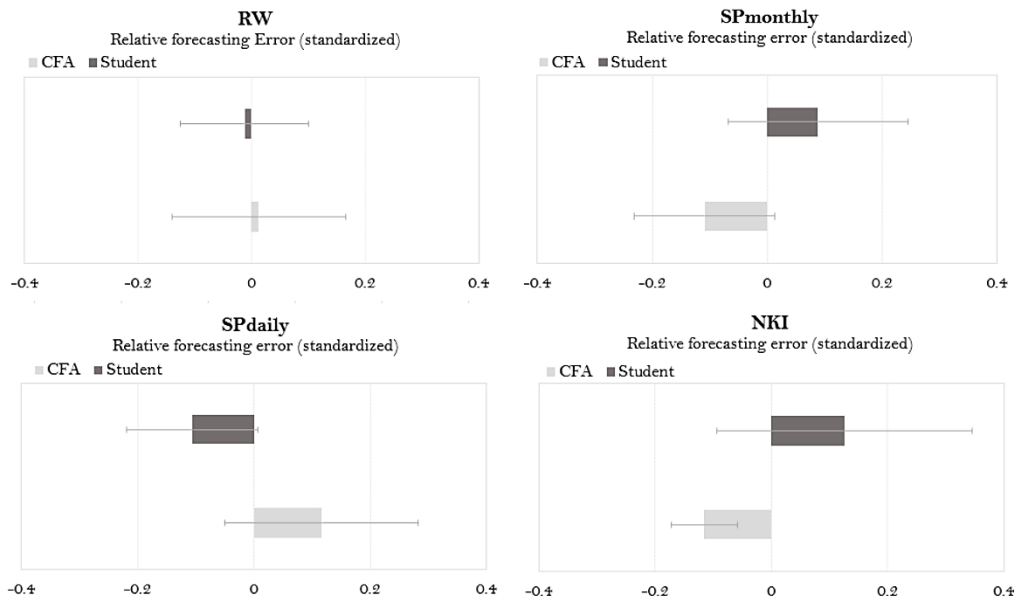 RW
Relative forecasting Error (standardized)
CFA Student
-0.4 -0.2 0 0.2 0.4
SPmonthly
Relative forecasting error (standardized)
CFA Student
-0.4 -0.2 0 0.2 0.4
SPdaily
Relative forecasting error (standardized)
CFA Student
-0.4 -0.2 0 0.2 0.4
NKI
Relative forecasting error (standardized)
CFA Student
-0.4 -0.2 0 0.2 0.4